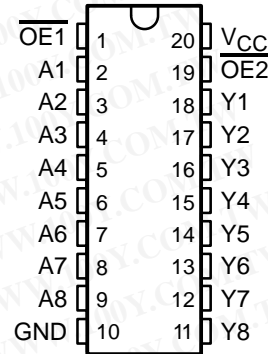 OE1 1 20 VCC
A1 2 19 OE2
A2 3 18 Y1
A3 4 17 Y2
A4 5 16 Y3
A5 6 15 Y4
A6 7 14 Y5
A7 8 13 Y6
A8 9 12 Y7
GND 10 11 Y8